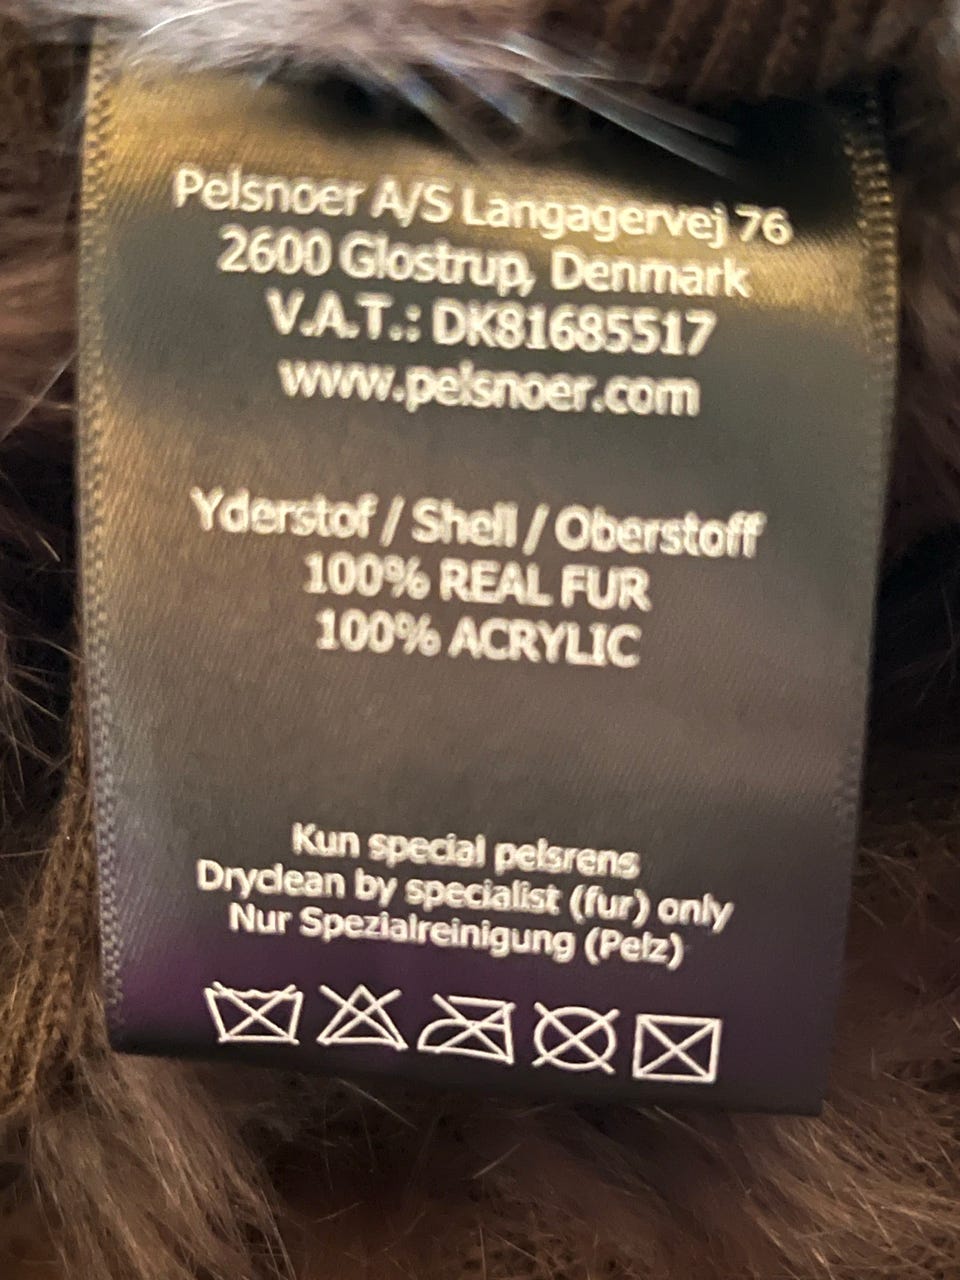 Pelsnoer A/S Langagervej 76
2600 Glostrup, Denmark
V.A.T.: DK81685517
www.pelsnoer.com
Yderstof / Shell / Oberstoff
100% REAL FUR
100% ACRYLIC
Kun special pelsrens
Dryclean by specialist (fur) only
Nur Spezialreinigung (Pelz)